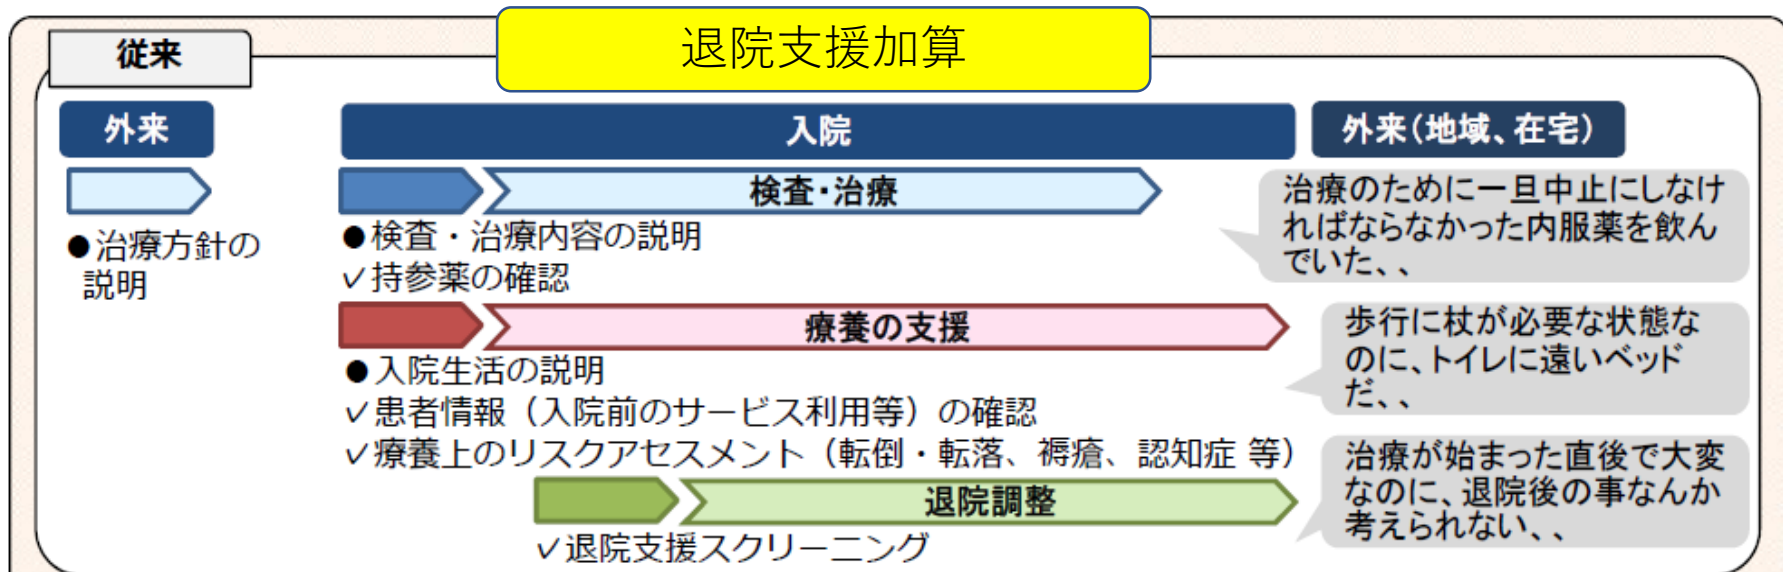 従来
退院支援加算
外来
入院
外来(地域、在宅)
●治療方針の
説明
検査・治療
●検査・治療内容の説明
✓持参薬の確認
療養の支援
●入院生活の説明
✓患者情報（入院前のサービス利用等）の確認
✓療養上のリスクアセスメント（転倒・転落、褥瘡、認知症 等）
退院調整
✓退院支援スクリーニング
治療のために一旦中止にしなけ
ればならなかった内服薬を飲ん
でいた、、
歩行に杖が必要な状態な
のに、トイレに遠いベッド
だ、、
治療が始まった直後で大変
なのに、退院後の事なんか
考えられない、、